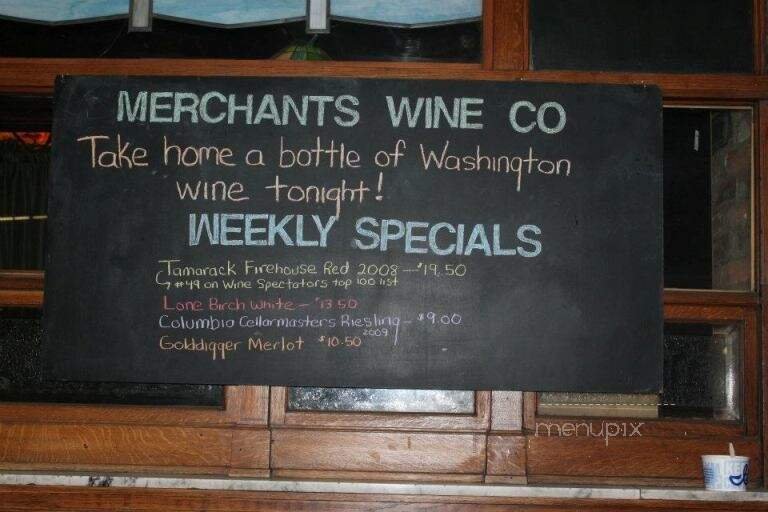 MERCHANTS WINE CO
Take home a bottle of Washington
wine tonight!
WEEKLY SPECIALS
Tamarack Firehouse Red 2008 — $19.50
#49 on Wine Spectators top 100 list
Lone Birch White — $13.50
Columbia Cellarmasters Riesling — $9.00
2009
Golddigger Merlot $10.50
menupix